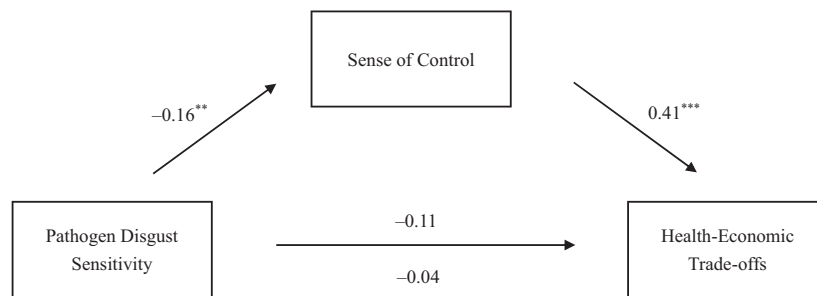 Sense of Control
–0.16**
0.41***
Pathogen Disgust
Sensitivity
–0.11
–0.04
Health-Economic
Trade-offs